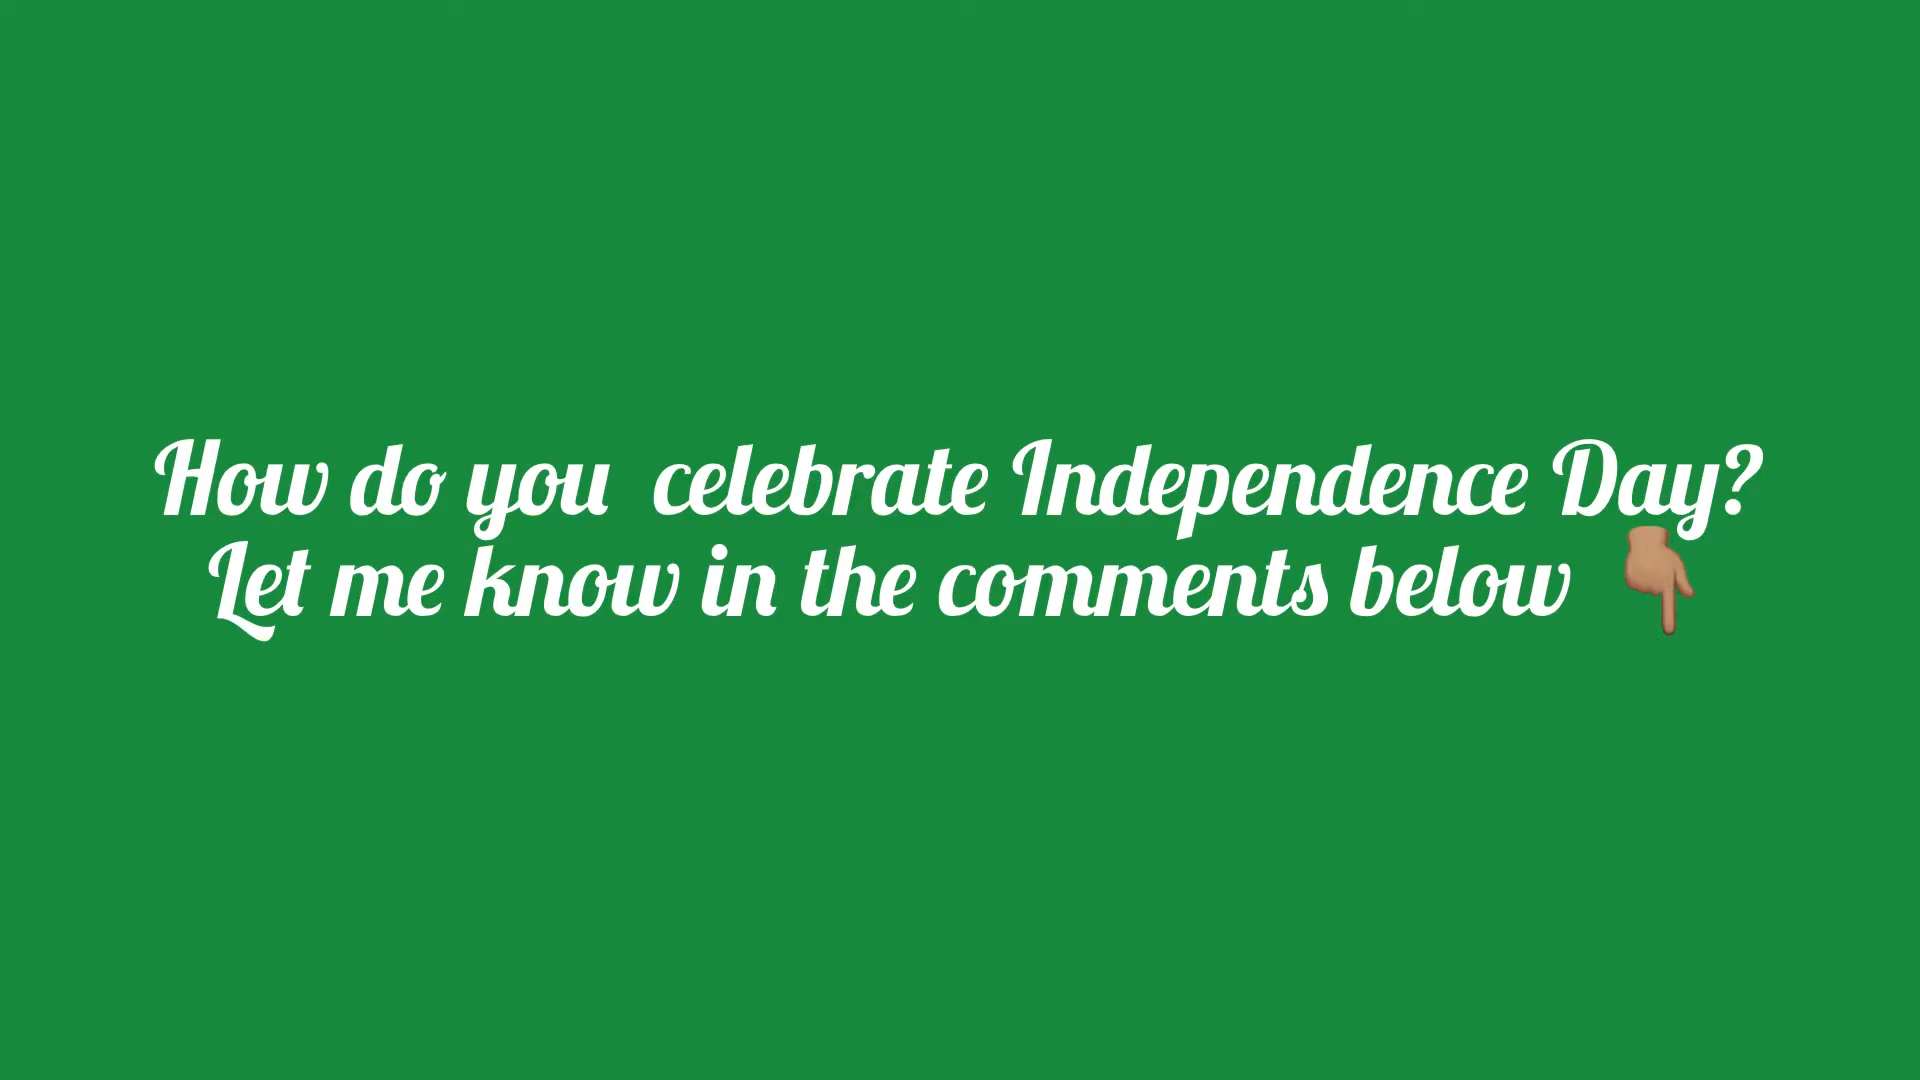 How do you  celebrate Independence Day?
Let me know in the comments below 👇🏽